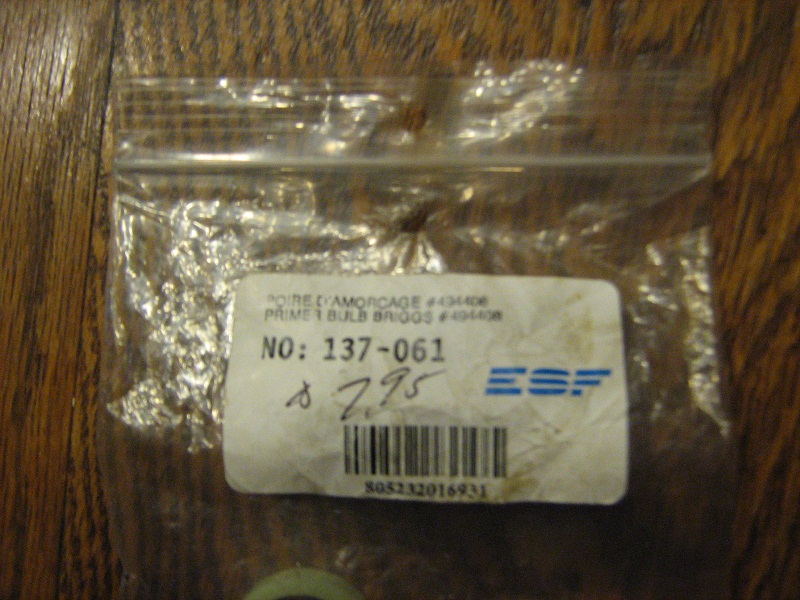 POIRE D'AMORCAGE #494408
PRIMER BULB BRIGGS #494408
NO: 137-061
$ 7.95
ESF
805232016931